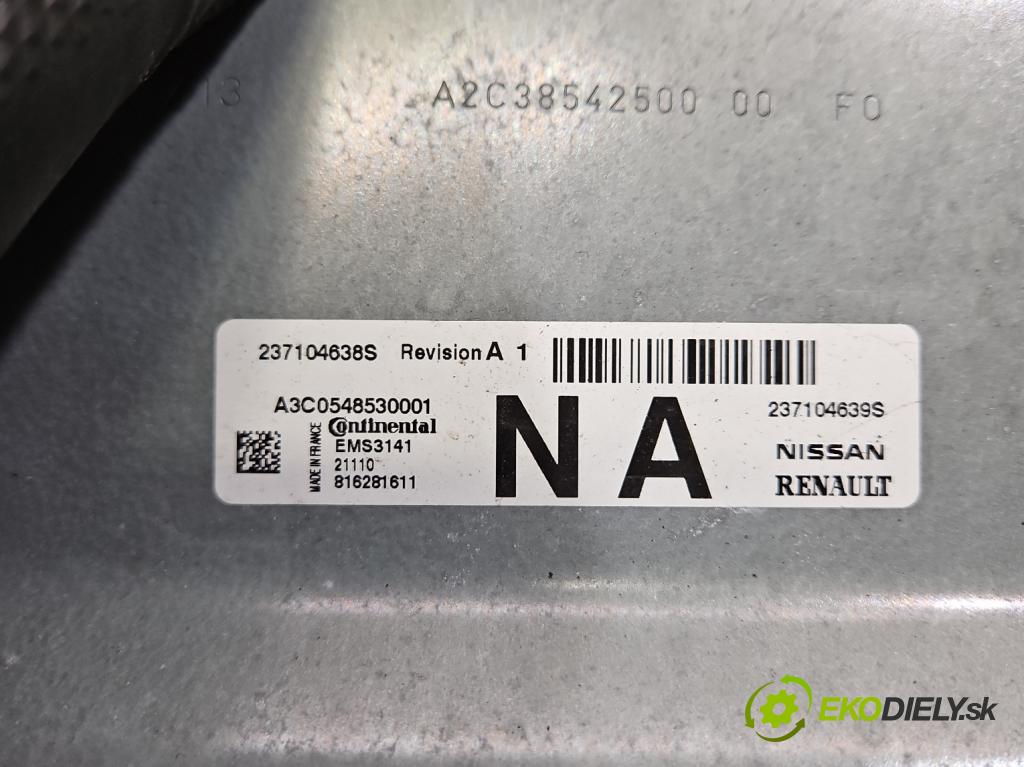 13 A2C38542500 00 F0
237104638S Revision A 1
A3C0548530001
237104639S
NA
MADE IN FRANCE
Continental
EMS3141
21110
816281611
NISSAN
RENAULT
EKODIELY.sk